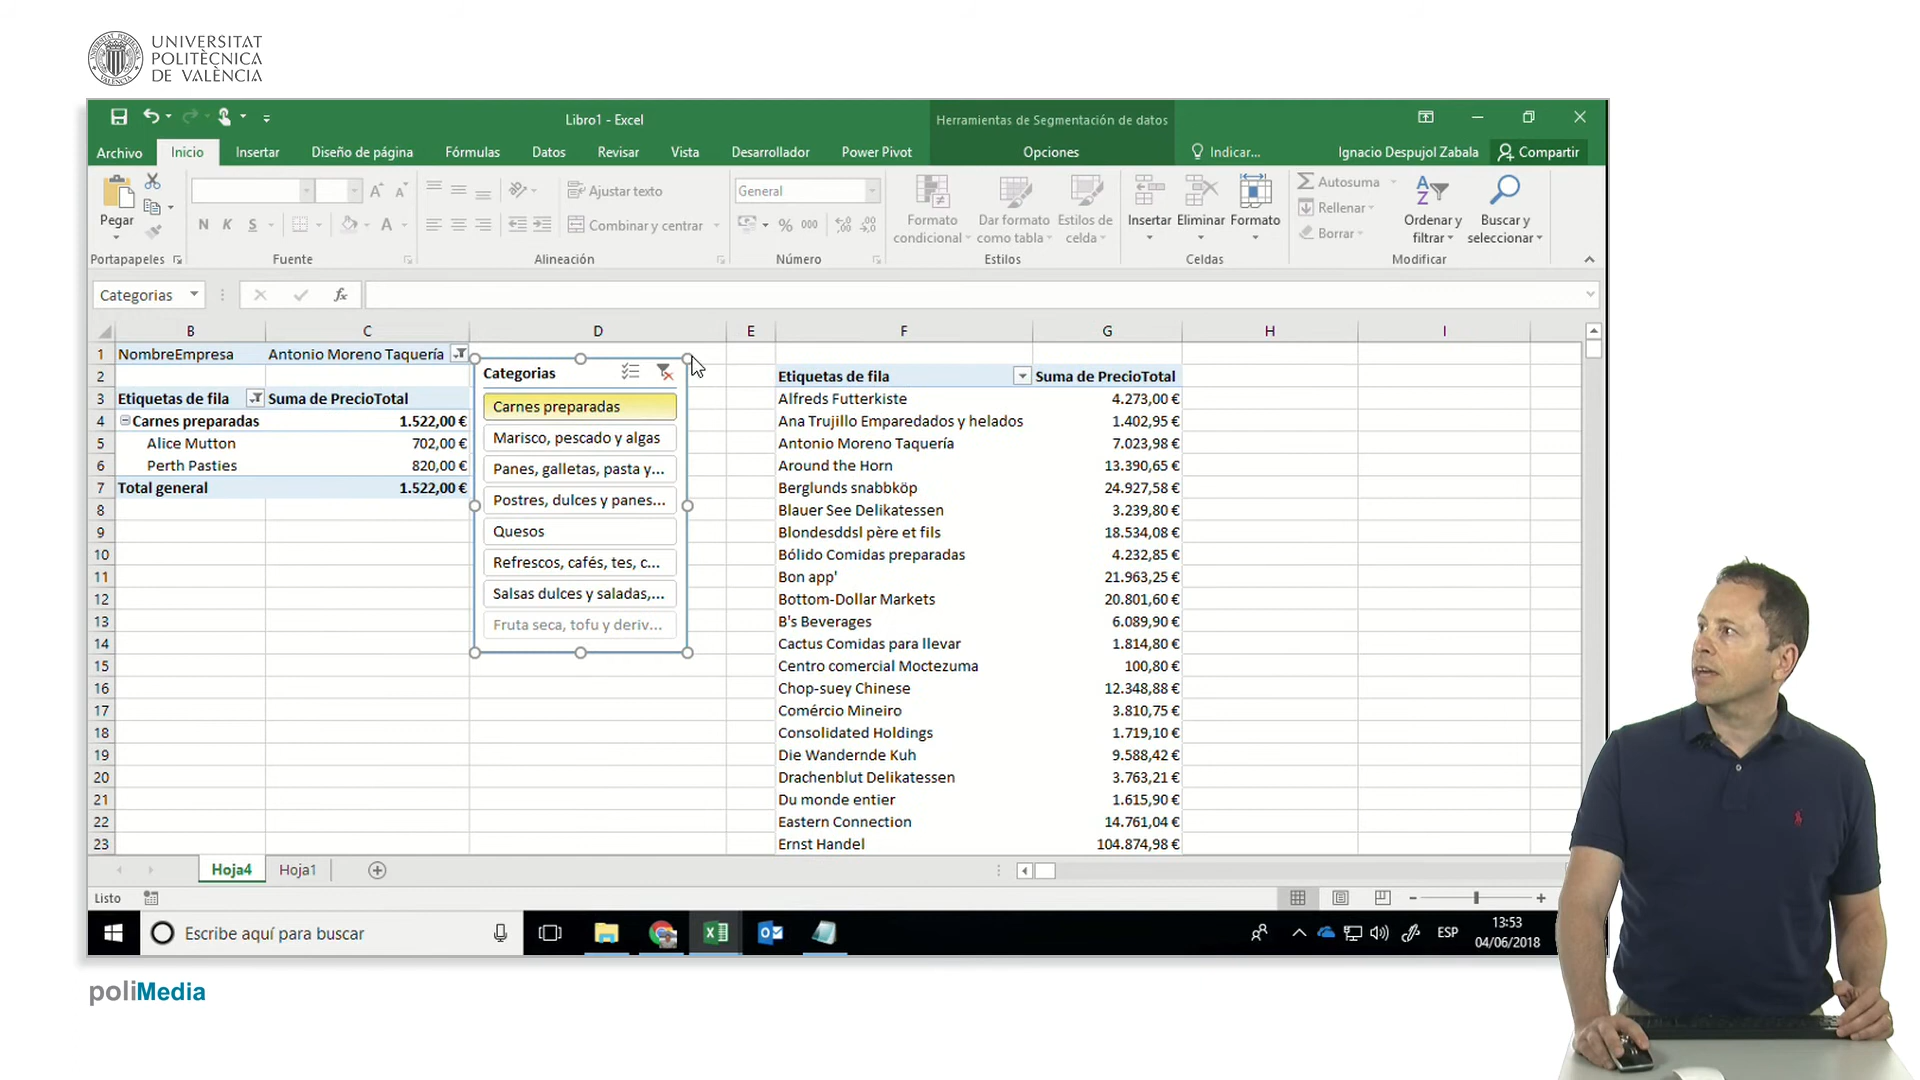 UNIVERSITAT
POLITÈCNICA
DE VALÈNCIA
Libro1 - Excel
Herramientas de Segmentación de datos
Archivo Inicio Insertar Diseño de página Fórmulas Datos Revisar Vista Desarrollador Power Pivot Opciones Indicar... Ignacio Despujol Zabala Compartir
Pegar
N K S
A A
A
Ajustar texto
Combinar y centrar
General
% 000
Formato condicional
Dar formato como tabla
Estilos de celda
Insertar Eliminar Formato
Autosuma
Rellenar
Borrar
Ordenar y filtrar
Buscar y seleccionar
Portapapeles Fuente Alineación Número Estilos Celdas Modificar
Categorias fx
B C D E F G H I
1 NombreEmpresa Antonio Moreno Taquería
2 Etiquetas de fila Suma de PrecioTotal
3 Etiquetas de fila Suma de PrecioTotal Alfreds Futterkiste 4.273,00 €
4 Carnes preparadas 1.522,00 € Ana Trujillo Emparedados y helados 1.402,95 €
5 Alice Mutton 702,00 € Antonio Moreno Taquería 7.023,98 €
6 Perth Pasties 820,00 € Around the Horn 13.390,65 €
7 Total general 1.522,00 € Berglunds snabbköp 24.927,58 €
8 Blauer See Delikatessen 3.239,80 €
9 Blondesddsl père et fils 18.534,08 €
10 Bólido Comidas preparadas 4.232,85 €
11 Bon app' 21.963,25 €
12 Bottom-Dollar Markets 20.801,60 €
13 B's Beverages 6.089,90 €
14 Cactus Comidas para llevar 1.814,80 €
15 Centro comercial Moctezuma 100,80 €
16 Chop-suey Chinese 12.348,88 €
17 Comércio Mineiro 3.810,75 €
18 Consolidated Holdings 1.719,10 €
19 Die Wandernde Kuh 9.588,42 €
20 Drachenblut Delikatessen 3.763,21 €
21 Du monde entier 1.615,90 €
22 Eastern Connection 14.761,04 €
23 Ernst Handel 104.874,98 €
Categorias
Carnes preparadas
Marisco, pescado y algas
Panes, galletas, pasta y...
Postres, dulces y panes...
Quesos
Refrescos, cafés, tes, c...
Salsas dulces y saladas,...
Fruta seca, tofu y deriv...
Hoja4 Hoja1
Listo
Escribe aquí para buscar
ESP
13:53
04/06/2018
poliMedia